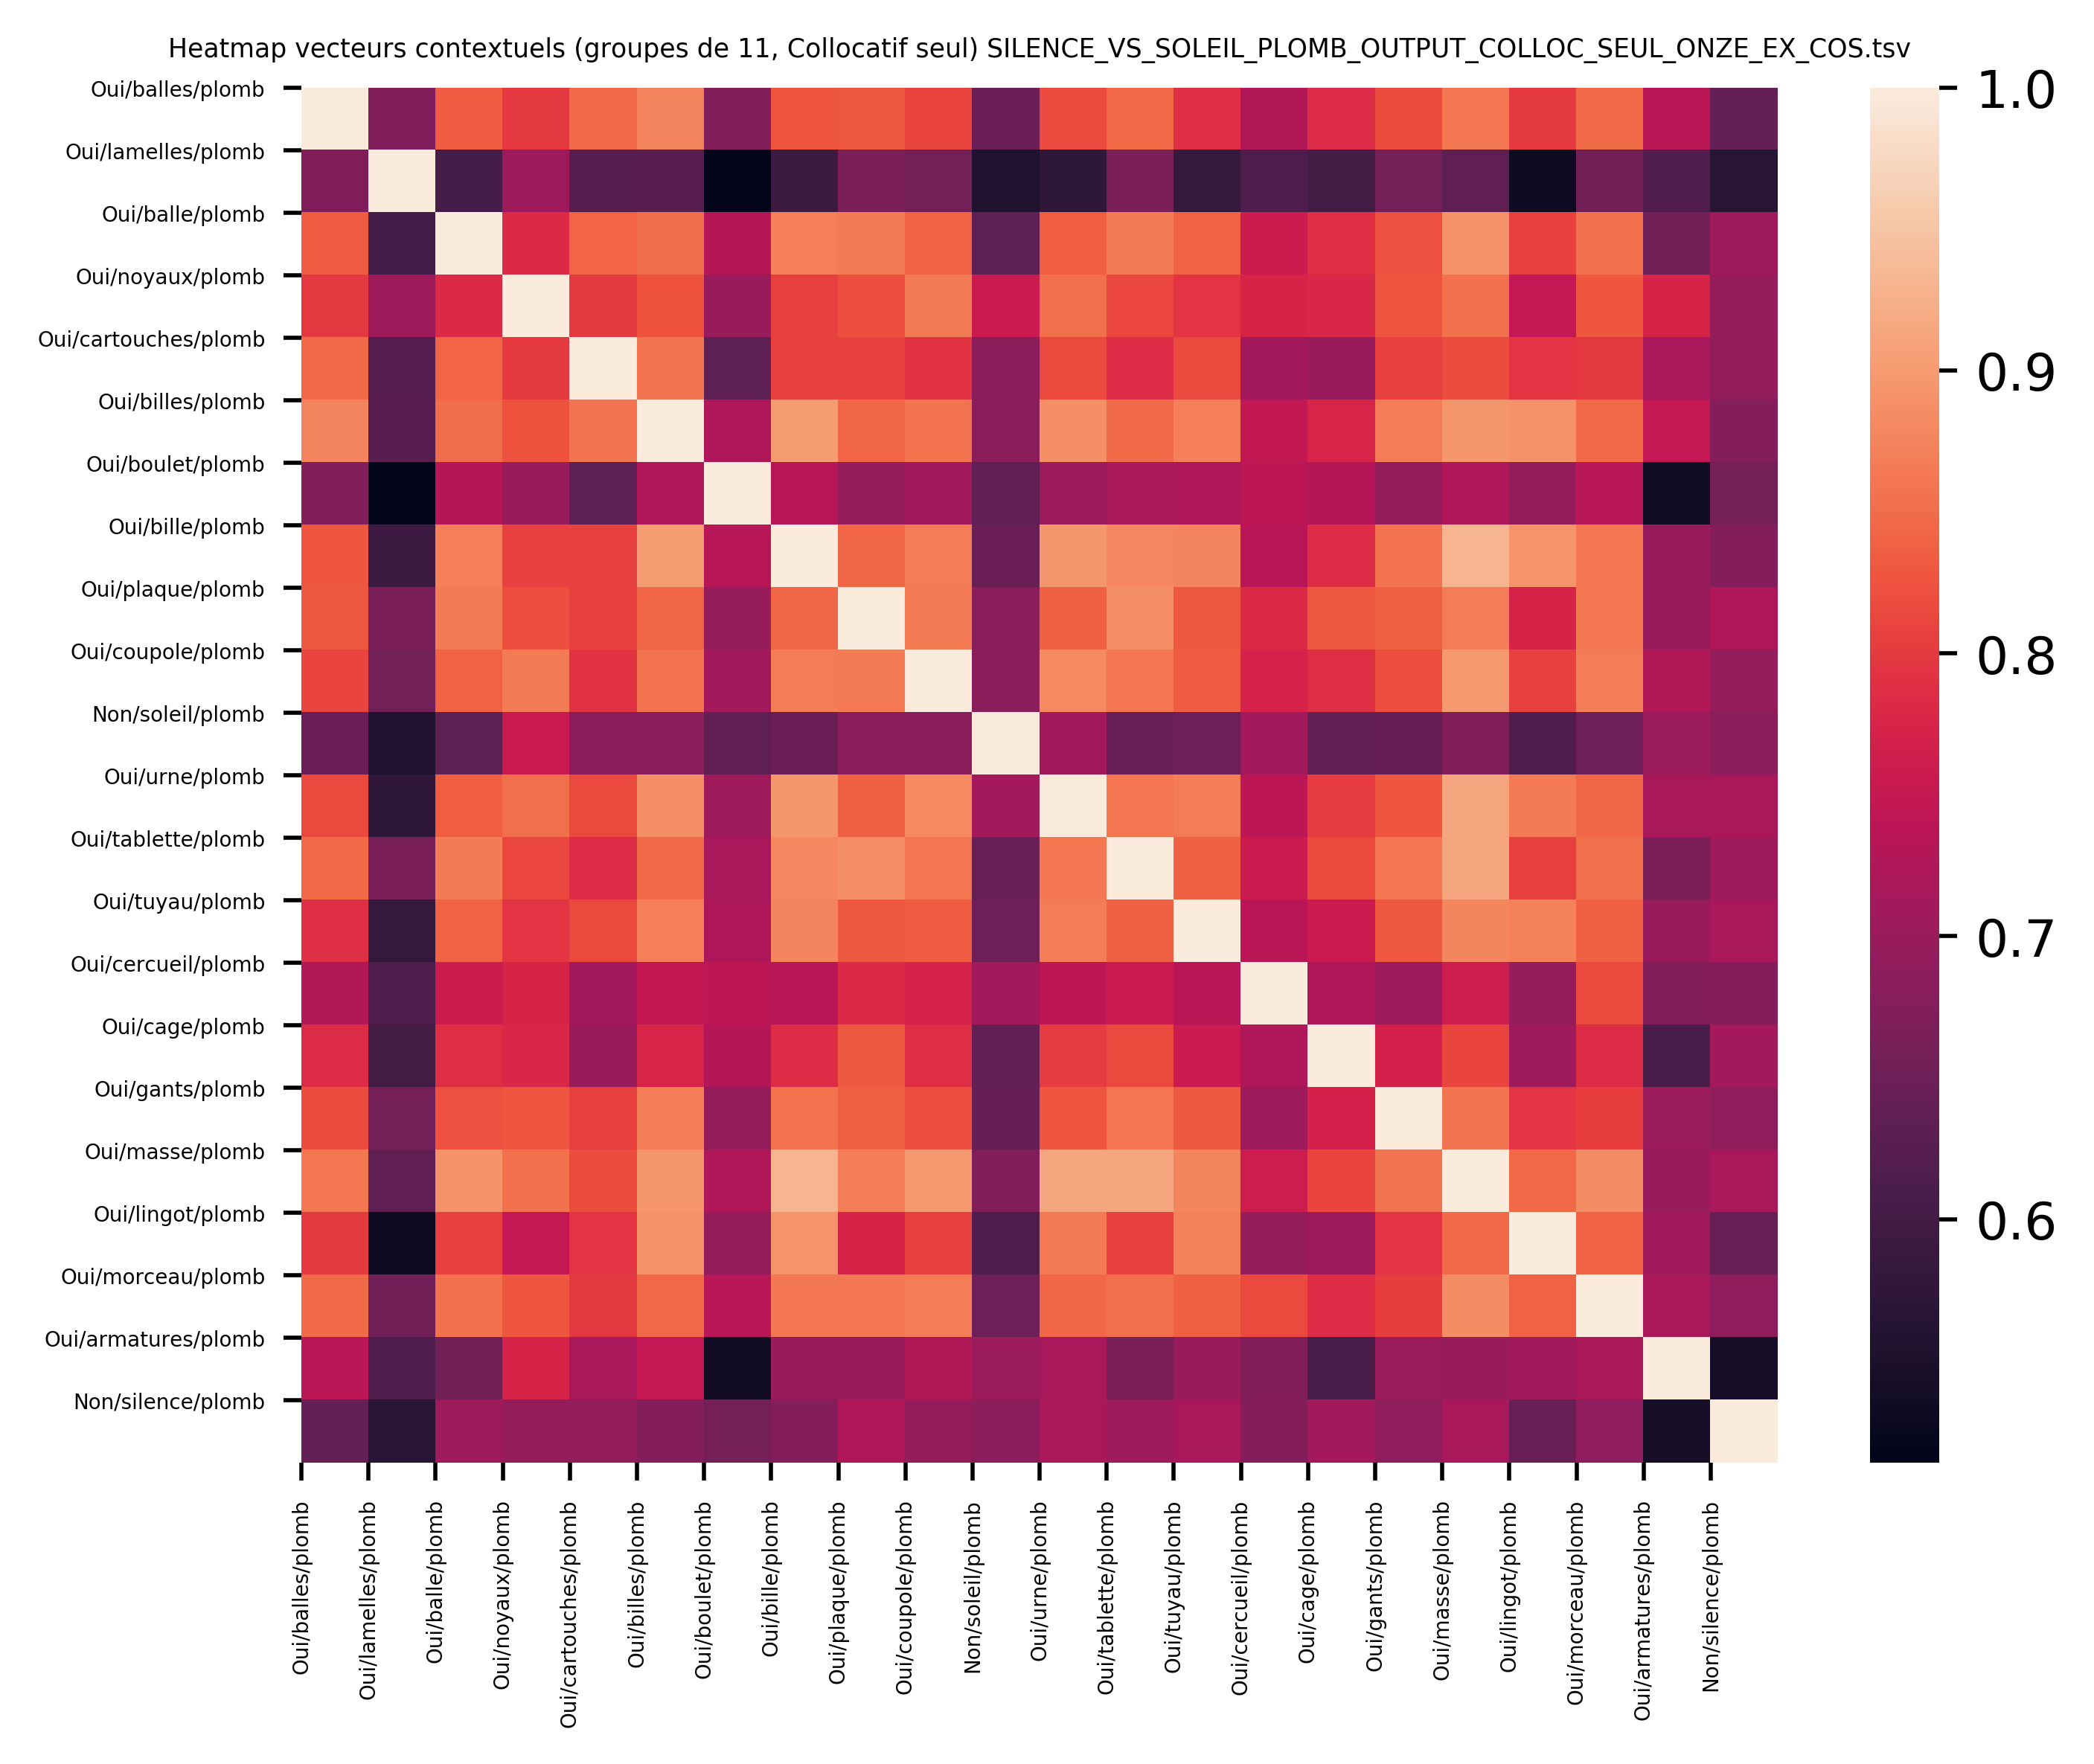 Heatmap vecteurs contextuels (groupes de 11, Collocatif seul) SILENCE_VS_SOLEIL_PLOMB_OUTPUT_COLLOC_SEUL_ONZE_EX_COS.tsv
Oui/balles/plomb
Oui/lamelles/plomb
Oui/balle/plomb
Oui/noyaux/plomb
Oui/cartouches/plomb
Oui/billes/plomb
Oui/boulet/plomb
Oui/bille/plomb
Oui/plaque/plomb
Oui/coupole/plomb
Non/soleil/plomb
Oui/urne/plomb
Oui/tablette/plomb
Oui/tuyau/plomb
Oui/cercueil/plomb
Oui/cage/plomb
Oui/gants/plomb
Oui/masse/plomb
Oui/lingot/plomb
Oui/morceau/plomb
Oui/armatures/plomb
Non/silence/plomb
Oui/balles/plomb
Oui/lamelles/plomb
Oui/balle/plomb
Oui/noyaux/plomb
Oui/cartouches/plomb
Oui/billes/plomb
Oui/boulet/plomb
Oui/bille/plomb
Oui/plaque/plomb
Oui/coupole/plomb
Non/soleil/plomb
Oui/urne/plomb
Oui/tablette/plomb
Oui/tuyau/plomb
Oui/cercueil/plomb
Oui/cage/plomb
Oui/gants/plomb
Oui/masse/plomb
Oui/lingot/plomb
Oui/morceau/plomb
Oui/armatures/plomb
Non/silence/plomb
1.0
0.9
0.8
0.7
0.6